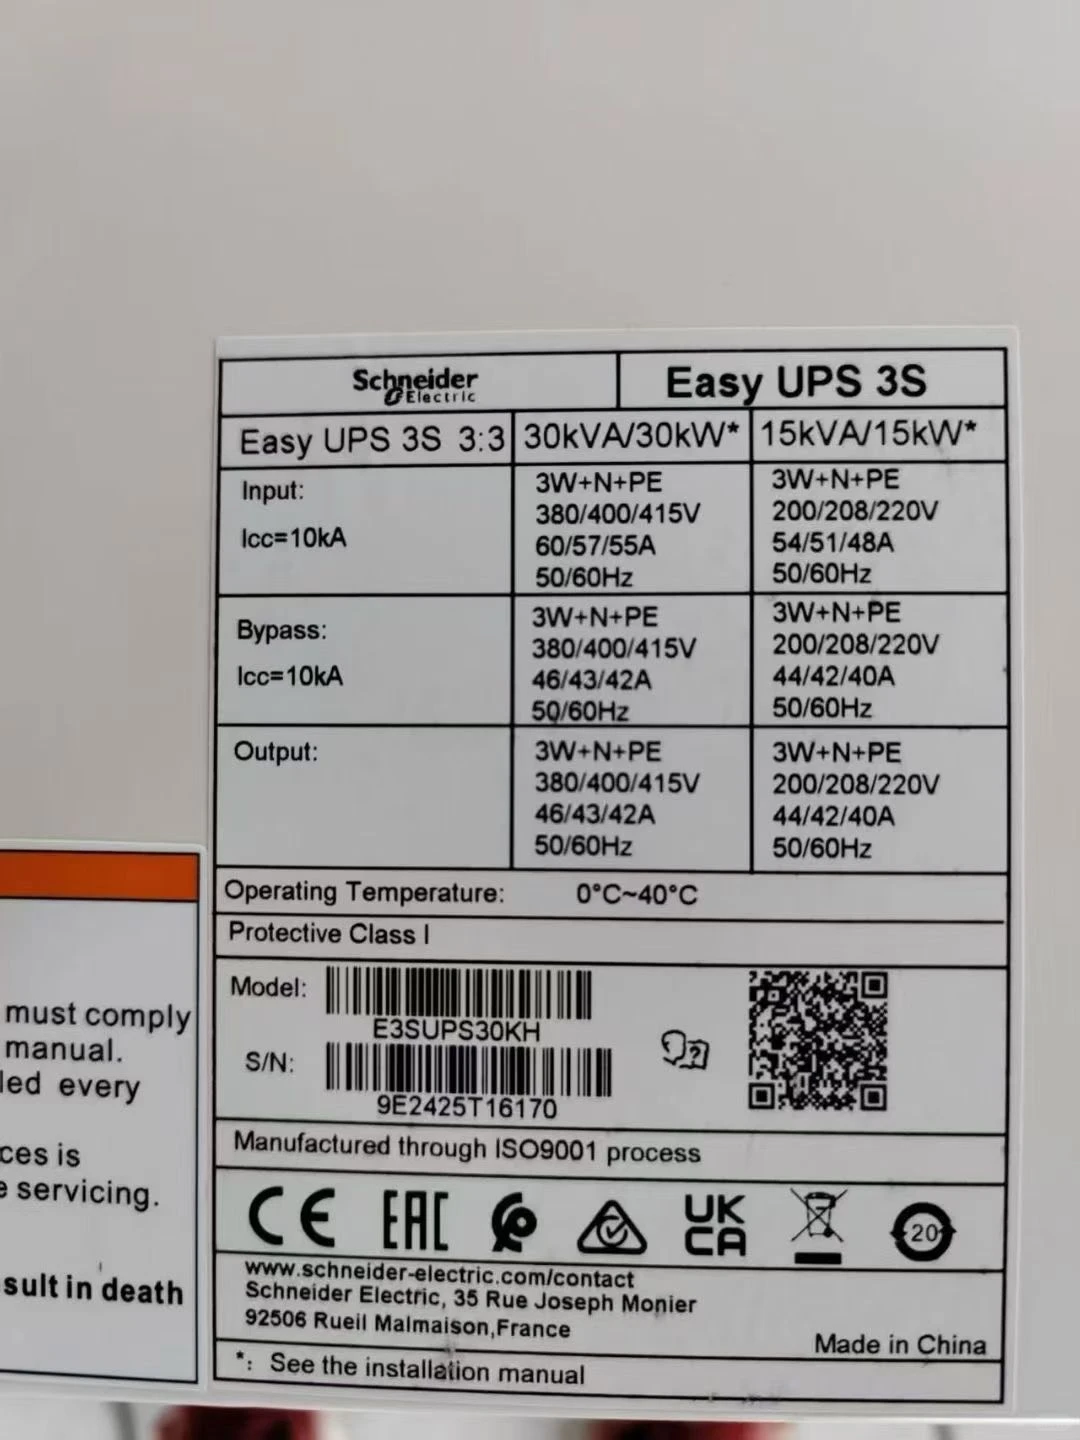 Schneider Electric Easy UPS 3S
Easy UPS 3S 3:3 30kVA/30kW* 15kVA/15kW*
Input:
Icc=10kA
3W+N+PE
380/400/415V
60/57/55A
50/60Hz
3W+N+PE
200/208/220V
54/51/48A
50/60Hz
Bypass:
Icc=10kA
3W+N+PE
380/400/415V
46/43/42A
50/60Hz
3W+N+PE
200/208/220V
44/42/40A
50/60Hz
Output:
3W+N+PE
380/400/415V
46/43/42A
50/60Hz
3W+N+PE
200/208/220V
44/42/40A
50/60Hz
Operating Temperature: 0°C~40°C
Protective Class I
Model:
E3SUPS30KH
S/N:
9E2425T16170
Manufactured through ISO9001 process
CE EAC UK CA 20
www.schneider-electric.com/contact
Schneider Electric, 35 Rue Joseph Monier
92506 Rueil Malmaison,France
Made in China
*: See the installation manual
must comply
manual.
every
is
servicing.
in death